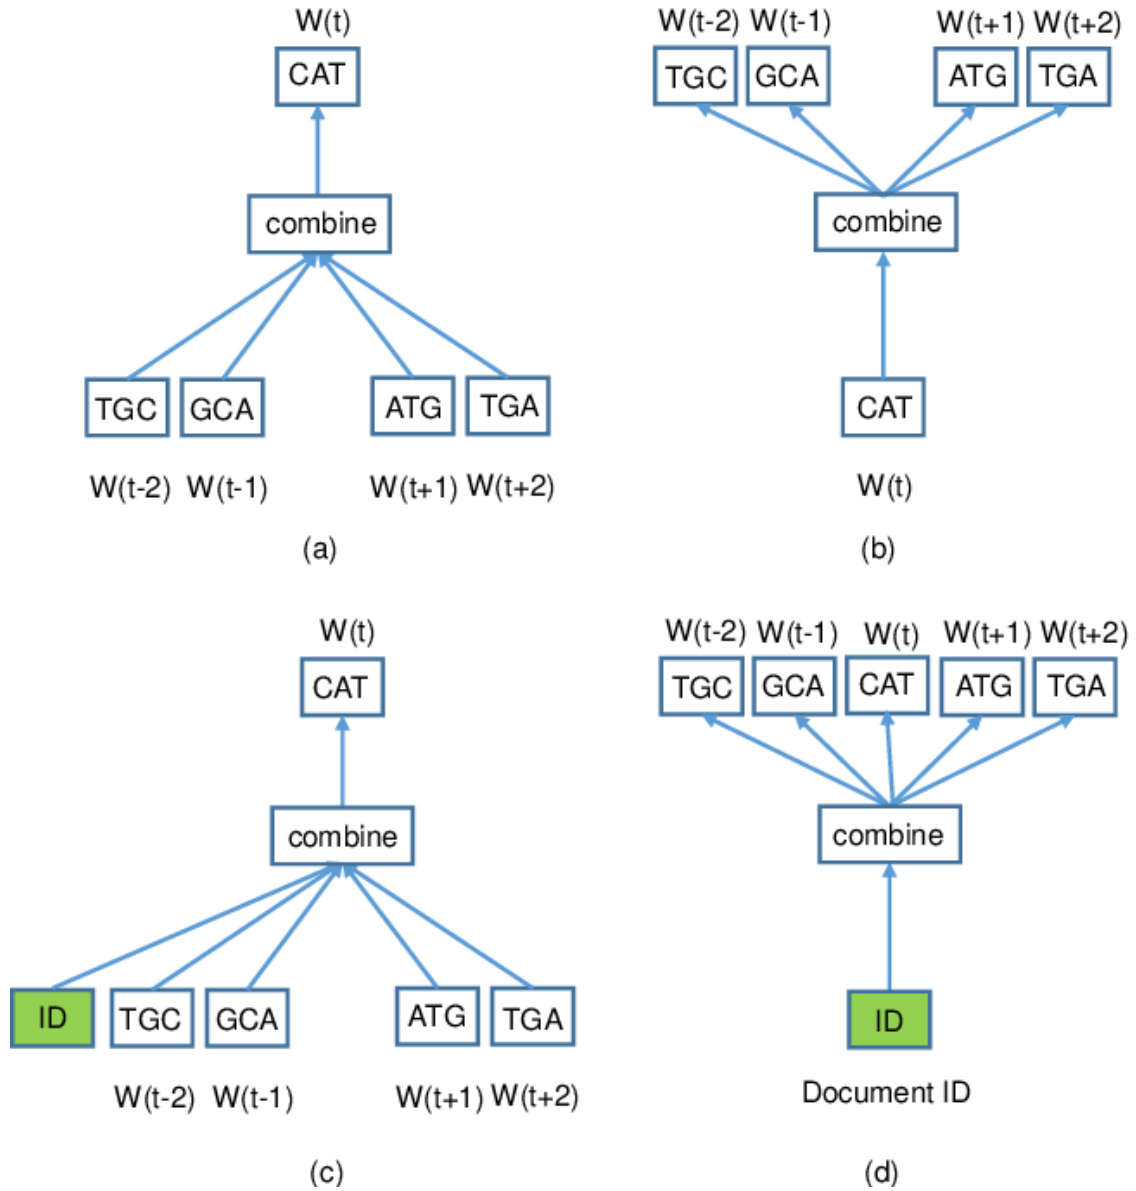 W(t)
CAT
combine
TGC GCA ATG TGA
W(t-2) W(t-1) W(t+1) W(t+2)
(a)
W(t-2) W(t-1) W(t+1) W(t+2)
TGC GCA ATG TGA
combine
CAT
W(t)
(b)
W(t)
CAT
combine
ID TGC GCA ATG TGA
W(t-2) W(t-1) W(t+1) W(t+2)
(c)
W(t-2) W(t-1) W(t) W(t+1) W(t+2)
TGC GCA CAT ATG TGA
combine
ID
Document ID
(d)